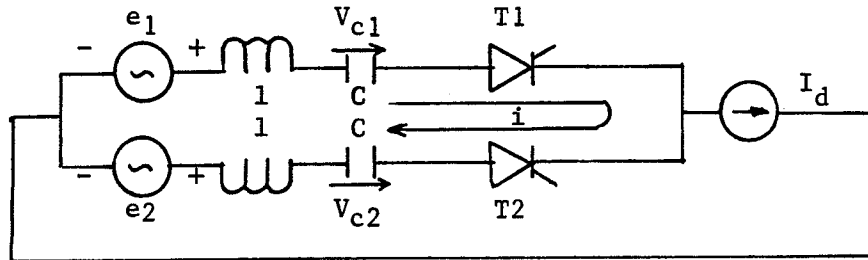 e1 Vc1 T1
- + Id
l C
l C i
- +
e2 Vc2 T2